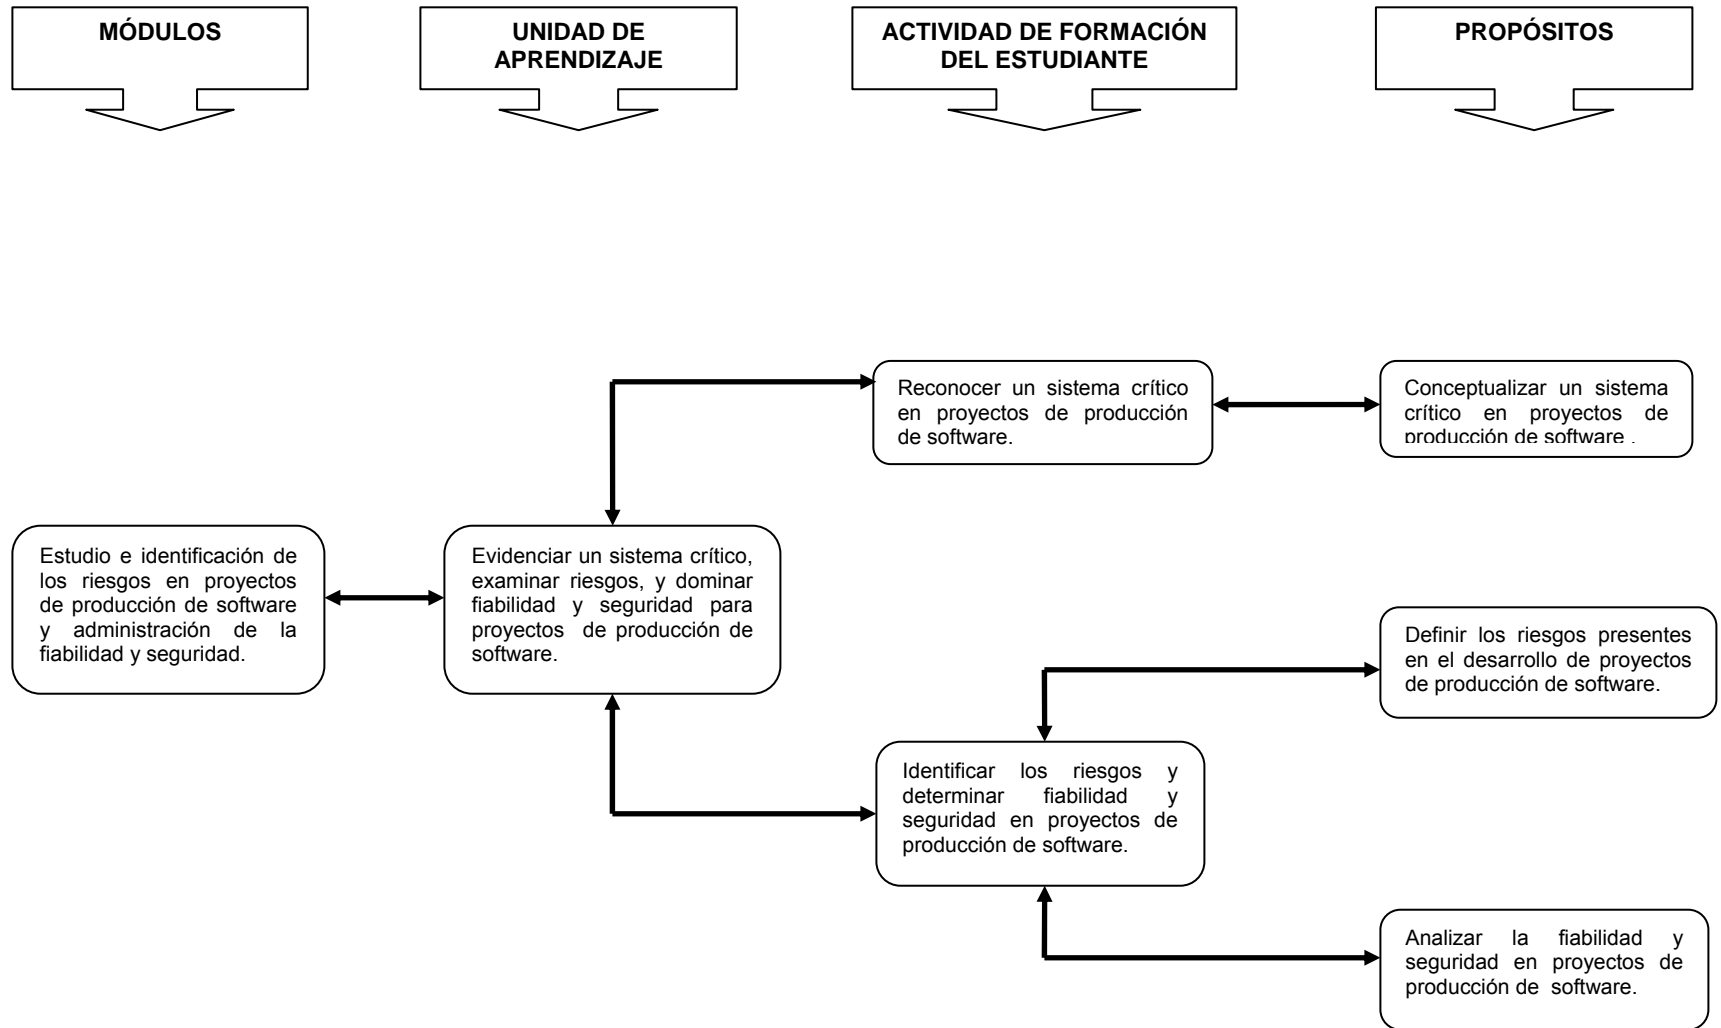 MÓDULOS
UNIDAD DE
APRENDIZAJE
ACTIVIDAD DE FORMACIÓN
DEL ESTUDIANTE
PROPÓSITOS
Reconocer un sistema crítico
en proyectos de producción
de software.
Conceptualizar un sistema
crítico en proyectos de
producción de software .
Estudio e identificación de
los riesgos en proyectos
de producción de software
y administración de la
fiabilidad y seguridad.
Evidenciar un sistema crítico,
examinar riesgos, y dominar
fiabilidad y seguridad para
proyectos de producción de
software.
Definir los riesgos presentes
en el desarrollo de proyectos
de producción de software.
Identificar los riesgos y
determinar fiabilidad y
seguridad en proyectos de
producción de software.
Analizar la fiabilidad y
seguridad en proyectos de
producción de software.